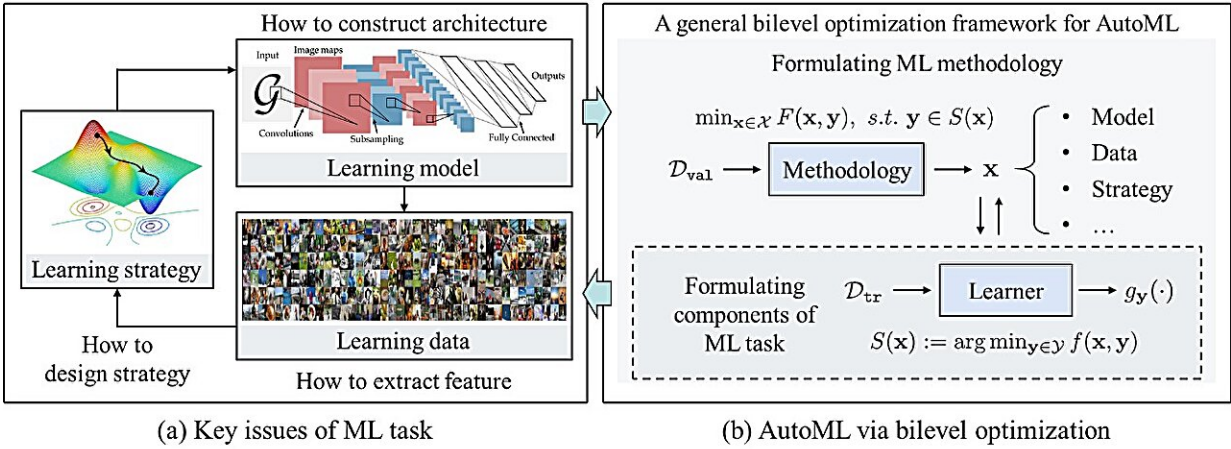 How to construct architecture
Input
Image maps
Outputs
𝒢
Convolutions
Subsampling
Fully Connected
Learning model
Learning strategy
Learning data
How to
design strategy
How to extract feature
(a) Key issues of ML task
A general bilevel optimization framework for AutoML
Formulating ML methodology
min_{x∈𝒳} F(x, y), s.t. y ∈ S(x)
𝒟_val
Methodology
x
• Model
• Data
• Strategy
• ...
Formulating
components of
ML task
𝒟_tr
Learner
g_y(·)
S(x) := arg min_{y∈𝒴} f(x, y)
(b) AutoML via bilevel optimization